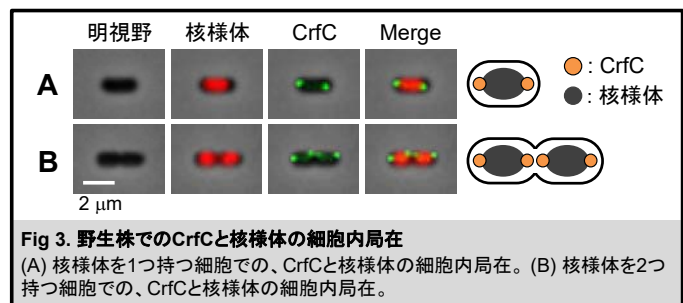 明視野 核様体 CrfC Merge
A
: CrfC
: 核様体
B
2 μm
Fig 3. 野生株でのCrfCと核様体の細胞内局在
(A) 核様体を1つ持つ細胞での、CrfCと核様体の細胞内局在。(B) 核様体を2つ
持つ細胞での、CrfCと核様体の細胞内局在。